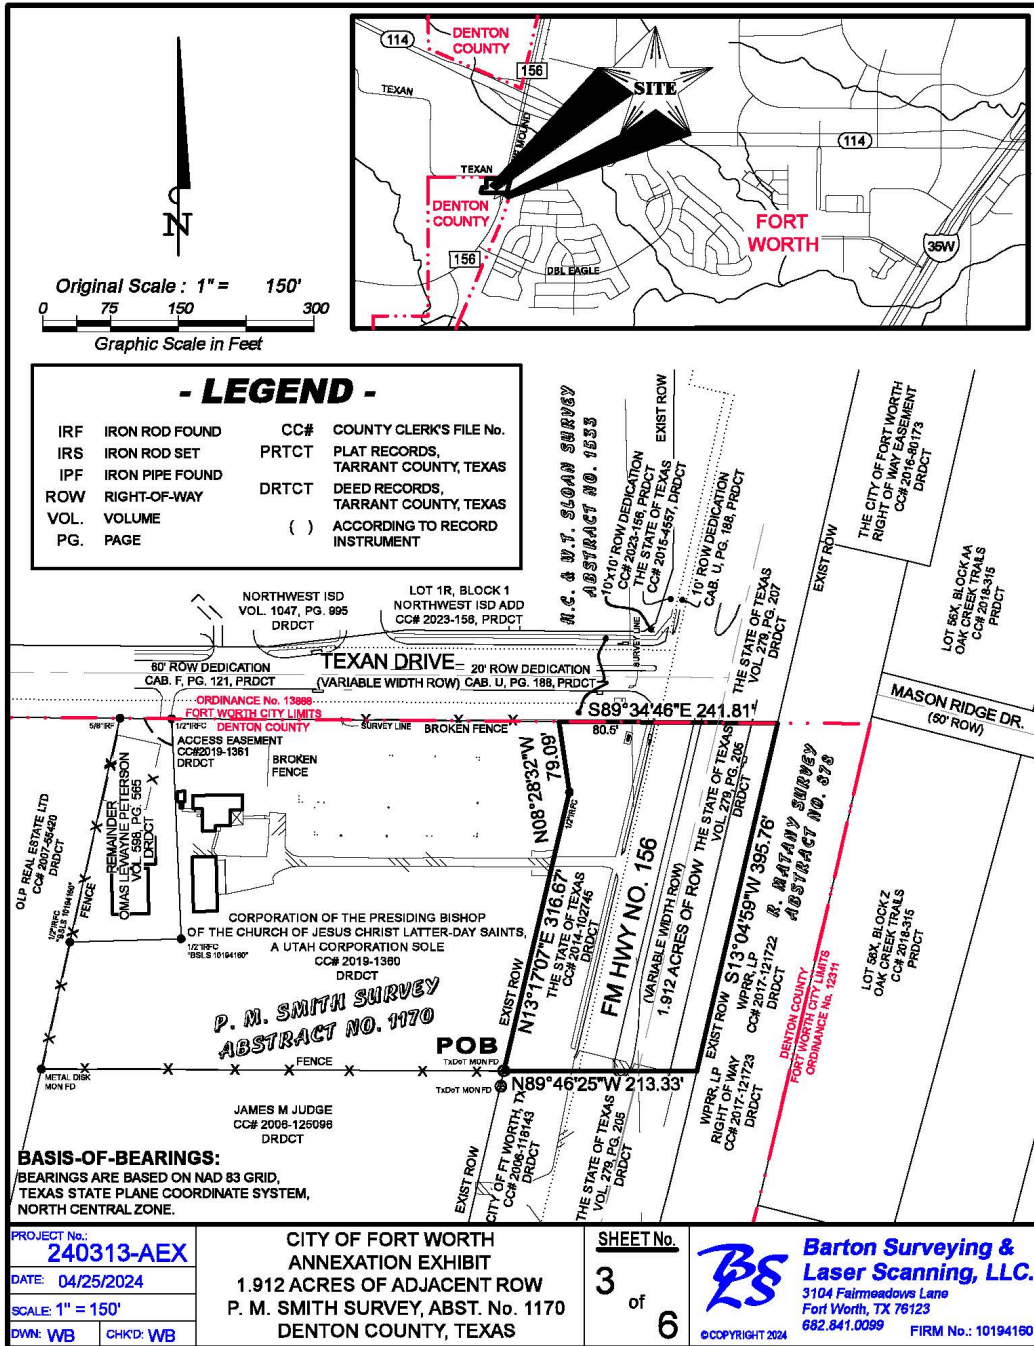 114
DENTON
COUNTY
156
TEXAN
SITE
MOUND
114
TEXAN
DENTON
COUNTY
FORT
WORTH
156
DBL EAGLE
35W
N
Original Scale : 1" = 150'
0 75 150 300
Graphic Scale in Feet
- LEGEND -
IRF IRON ROD FOUND
IRS IRON ROD SET
IPF IRON PIPE FOUND
ROW RIGHT-OF-WAY
VOL. VOLUME
PG. PAGE
CC# COUNTY CLERK'S FILE No.
PRTCT PLAT RECORDS,
TARRANT COUNTY, TEXAS
DRTCT DEED RECORDS,
TARRANT COUNTY, TEXAS
( ) ACCORDING TO RECORD
INSTRUMENT
H.C. & W.T. SLOAN SURVEY
ABSTRACT NO. 1533
EXIST ROW
10'x10' ROW DEDICATION
CC# 2023-156, PRDCT
THE STATE OF TEXAS
CC# 2015-4557, DRDCT
10' ROW DEDICATION
CAB. U, PG. 188, PRDCT
THE STATE OF TEXAS
VOL. 279, PG. 207
DRDCT
EXIST ROW
THE CITY OF FORT WORTH
RIGHT OF WAY EASEMENT
CC# 2016-80173
DRDCT
LOT 56X, BLOCK AA
OAK CREEK TRAILS
CC# 2018-315
PRDCT
MASON RIDGE DR.
(50' ROW)
NORTHWEST ISD
VOL. 1047, PG. 995
DRDCT
LOT 1R, BLOCK 1
NORTHWEST ISD ADD
CC# 2023-156, PRDCT
SURVEY LINE
60' ROW DEDICATION
CAB. F, PG. 121, PRDCT
TEXAN DRIVE
(VARIABLE WIDTH ROW)
20' ROW DEDICATION
CAB. U, PG. 188, PRDCT
ORDINANCE No. 13888
FORT WORTH CITY LIMITS
DENTON COUNTY
5/8"IRF
1/2"IRFC
SURVEY LINE
BROKEN FENCE
S89°34'46"E 241.81'
80.5'
ACCESS EASEMENT
CC#2019-1361
DRDCT
BROKEN
FENCE
N08°28'32"W
79.09'
1/2"IRFC
OLP REAL ESTATE LTD
CC# 2007-55420
DRDCT
FENCE
REMAINDER
OMAS LEWAYNE PETERSON
VOL. 598, PG. 565
DRDCT
1/2"IRFC
"BSLS 10194160"
1/2"IRFC
"BSLS 10194160"
CORPORATION OF THE PRESIDING BISHOP
OF THE CHURCH OF JESUS CHRIST LATTER-DAY SAINTS,
A UTAH CORPORATION SOLE
CC# 2019-1360
DRDCT
P. M. SMITH SURVEY
ABSTRACT NO. 1170
EXIST ROW
N13°17'07"E 316.67'
THE STATE OF TEXAS
CC# 2014-102745
DRDCT
FM HWY NO. 156
(VARIABLE WIDTH ROW)
1.912 ACRES OF ROW
THE STATE OF TEXAS
VOL. 279, PG. 205
DRDCT
EXIST ROW
S13°04'59"W 395.76'
WPRR, LP
CC# 2017-121722
DRDCT
R. MATANY SURVEY
ABSTRACT NO. 878
WPRR, LP
RIGHT OF WAY
CC# 2017-121723
DRDCT
DENTON COUNTY
FORT WORTH CITY LIMITS
ORDINANCE No. 12311
LOT 56X, BLOCK Z
OAK CREEK TRAILS
CC# 2018-315
PRDCT
POB
TxDOT MON FD
TxDOT MON FD
FENCE
METAL DISK
MON FD
N89°46'25"W 213.33'
JAMES M JUDGE
CC# 2006-125096
DRDCT
EXIST ROW
CITY OF FT WORTH, TX
CC# 2006-118143
DRDCT
THE STATE OF TEXAS
VOL. 279, PG. 205
DRDCT
BASIS-OF-BEARINGS:
BEARINGS ARE BASED ON NAD 83 GRID,
TEXAS STATE PLANE COORDINATE SYSTEM,
NORTH CENTRAL ZONE.
PROJECT No.:
240313-AEX
DATE: 04/25/2024
SCALE: 1" = 150'
DWN: WB CHK'D: WB
CITY OF FORT WORTH
ANNEXATION EXHIBIT
1.912 ACRES OF ADJACENT ROW
P. M. SMITH SURVEY, ABST. No. 1170
DENTON COUNTY, TEXAS
SHEET No.
3
of
6
BLS
©COPYRIGHT 2024
Barton Surveying &
Laser Scanning, LLC.
3104 Fairmeadows Lane
Fort Worth, TX 76123
682.841.0099
FIRM No.: 10194160